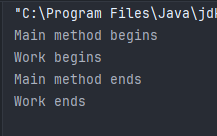 "C:\Program Files\Java\jdk
Main method begins
Work begins
Main method ends
Work ends